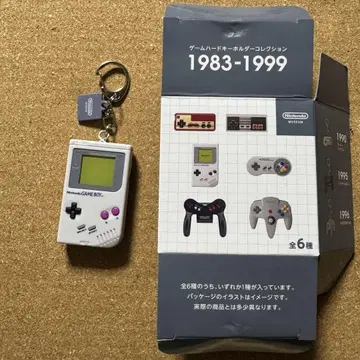 ゲームハードキーホルダーコレクション
1983-1999
Nintendo
MUSEUM
全6種
全6種のうち、いずれか1種が入っています。
パッケージのイラストはイメージです。
実際の商品とは多少異なります。
Nintendo GAME BOY
1990
1995
1996